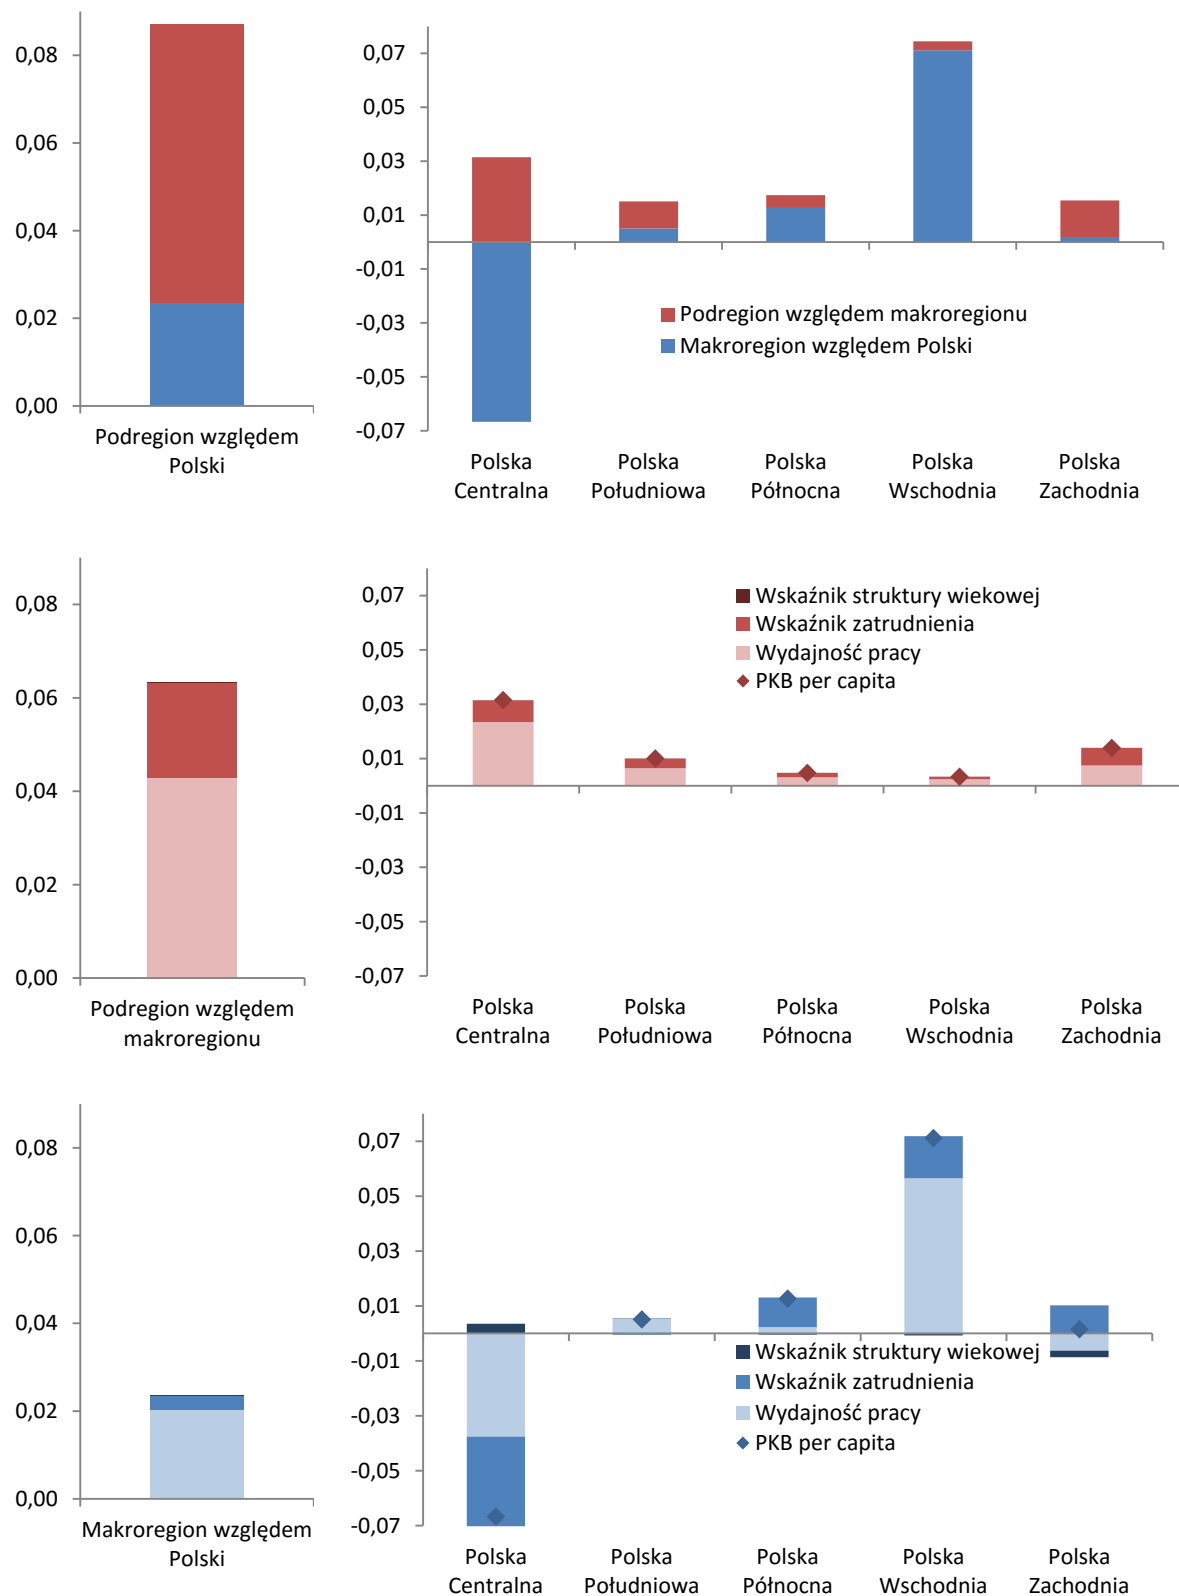 0,08
0,06
0,04
0,02
0,00
Podregion względem
Polski
0,07
0,05
0,03
0,01
-0,01
-0,03
-0,05
-0,07
Podregion względem makroregionu
Makroregion względem Polski
Polska
Centralna
Polska
Południowa
Polska
Północna
Polska
Wschodnia
Polska
Zachodnia
0,08
0,06
0,04
0,02
0,00
Podregion względem
makroregionu
0,07
0,05
0,03
0,01
-0,01
-0,03
-0,05
-0,07
Wskaźnik struktury wiekowej
Wskaźnik zatrudnienia
Wydajność pracy
PKB per capita
Polska
Centralna
Polska
Południowa
Polska
Północna
Polska
Wschodnia
Polska
Zachodnia
0,08
0,06
0,04
0,02
0,00
Makroregion względem
Polski
0,07
0,05
0,03
0,01
-0,01
-0,03
-0,05
-0,07
Wskaźnik struktury wiekowej
Wskaźnik zatrudnienia
Wydajność pracy
PKB per capita
Polska
Centralna
Polska
Południowa
Polska
Północna
Polska
Wschodnia
Polska
Zachodnia